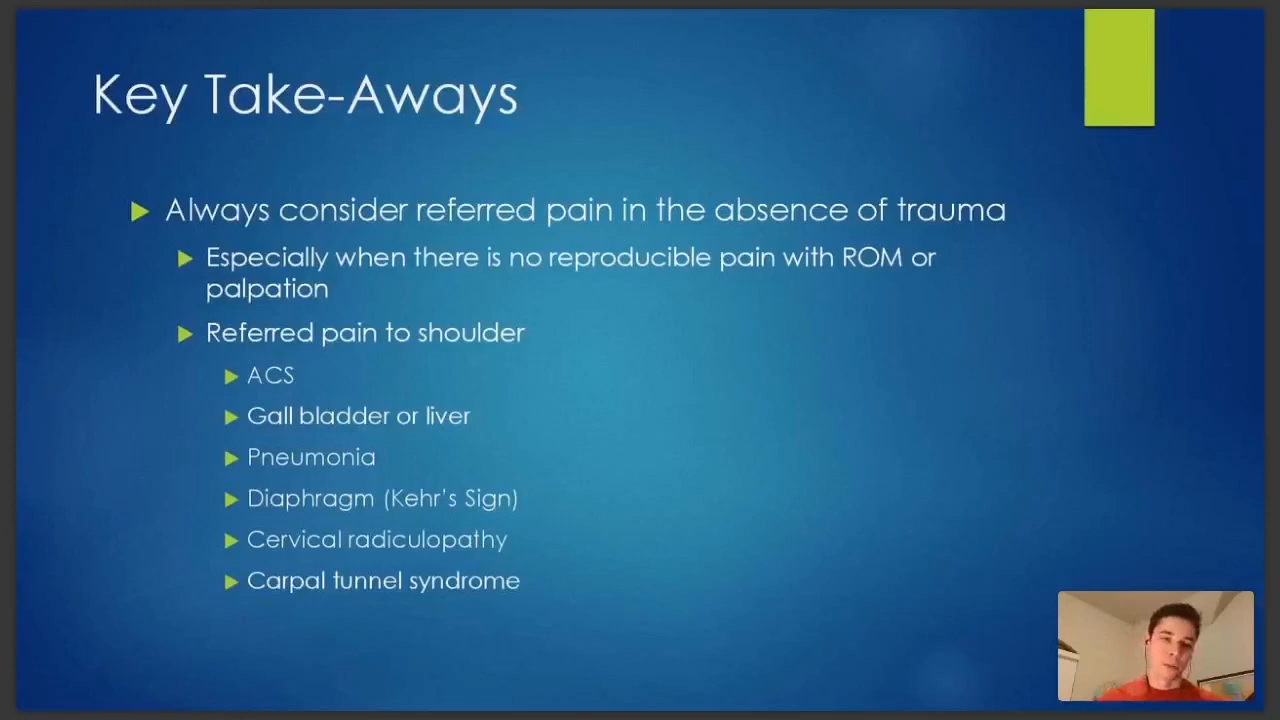 Key Take-Aways
Always consider referred pain in the absence of trauma
Especially when there is no reproducible pain with ROM or
palpation
Referred pain to shoulder
ACS
Gall bladder or liver
Pneumonia
Diaphragm (Kehr's Sign)
Cervical radiculopathy
Carpal tunnel syndrome